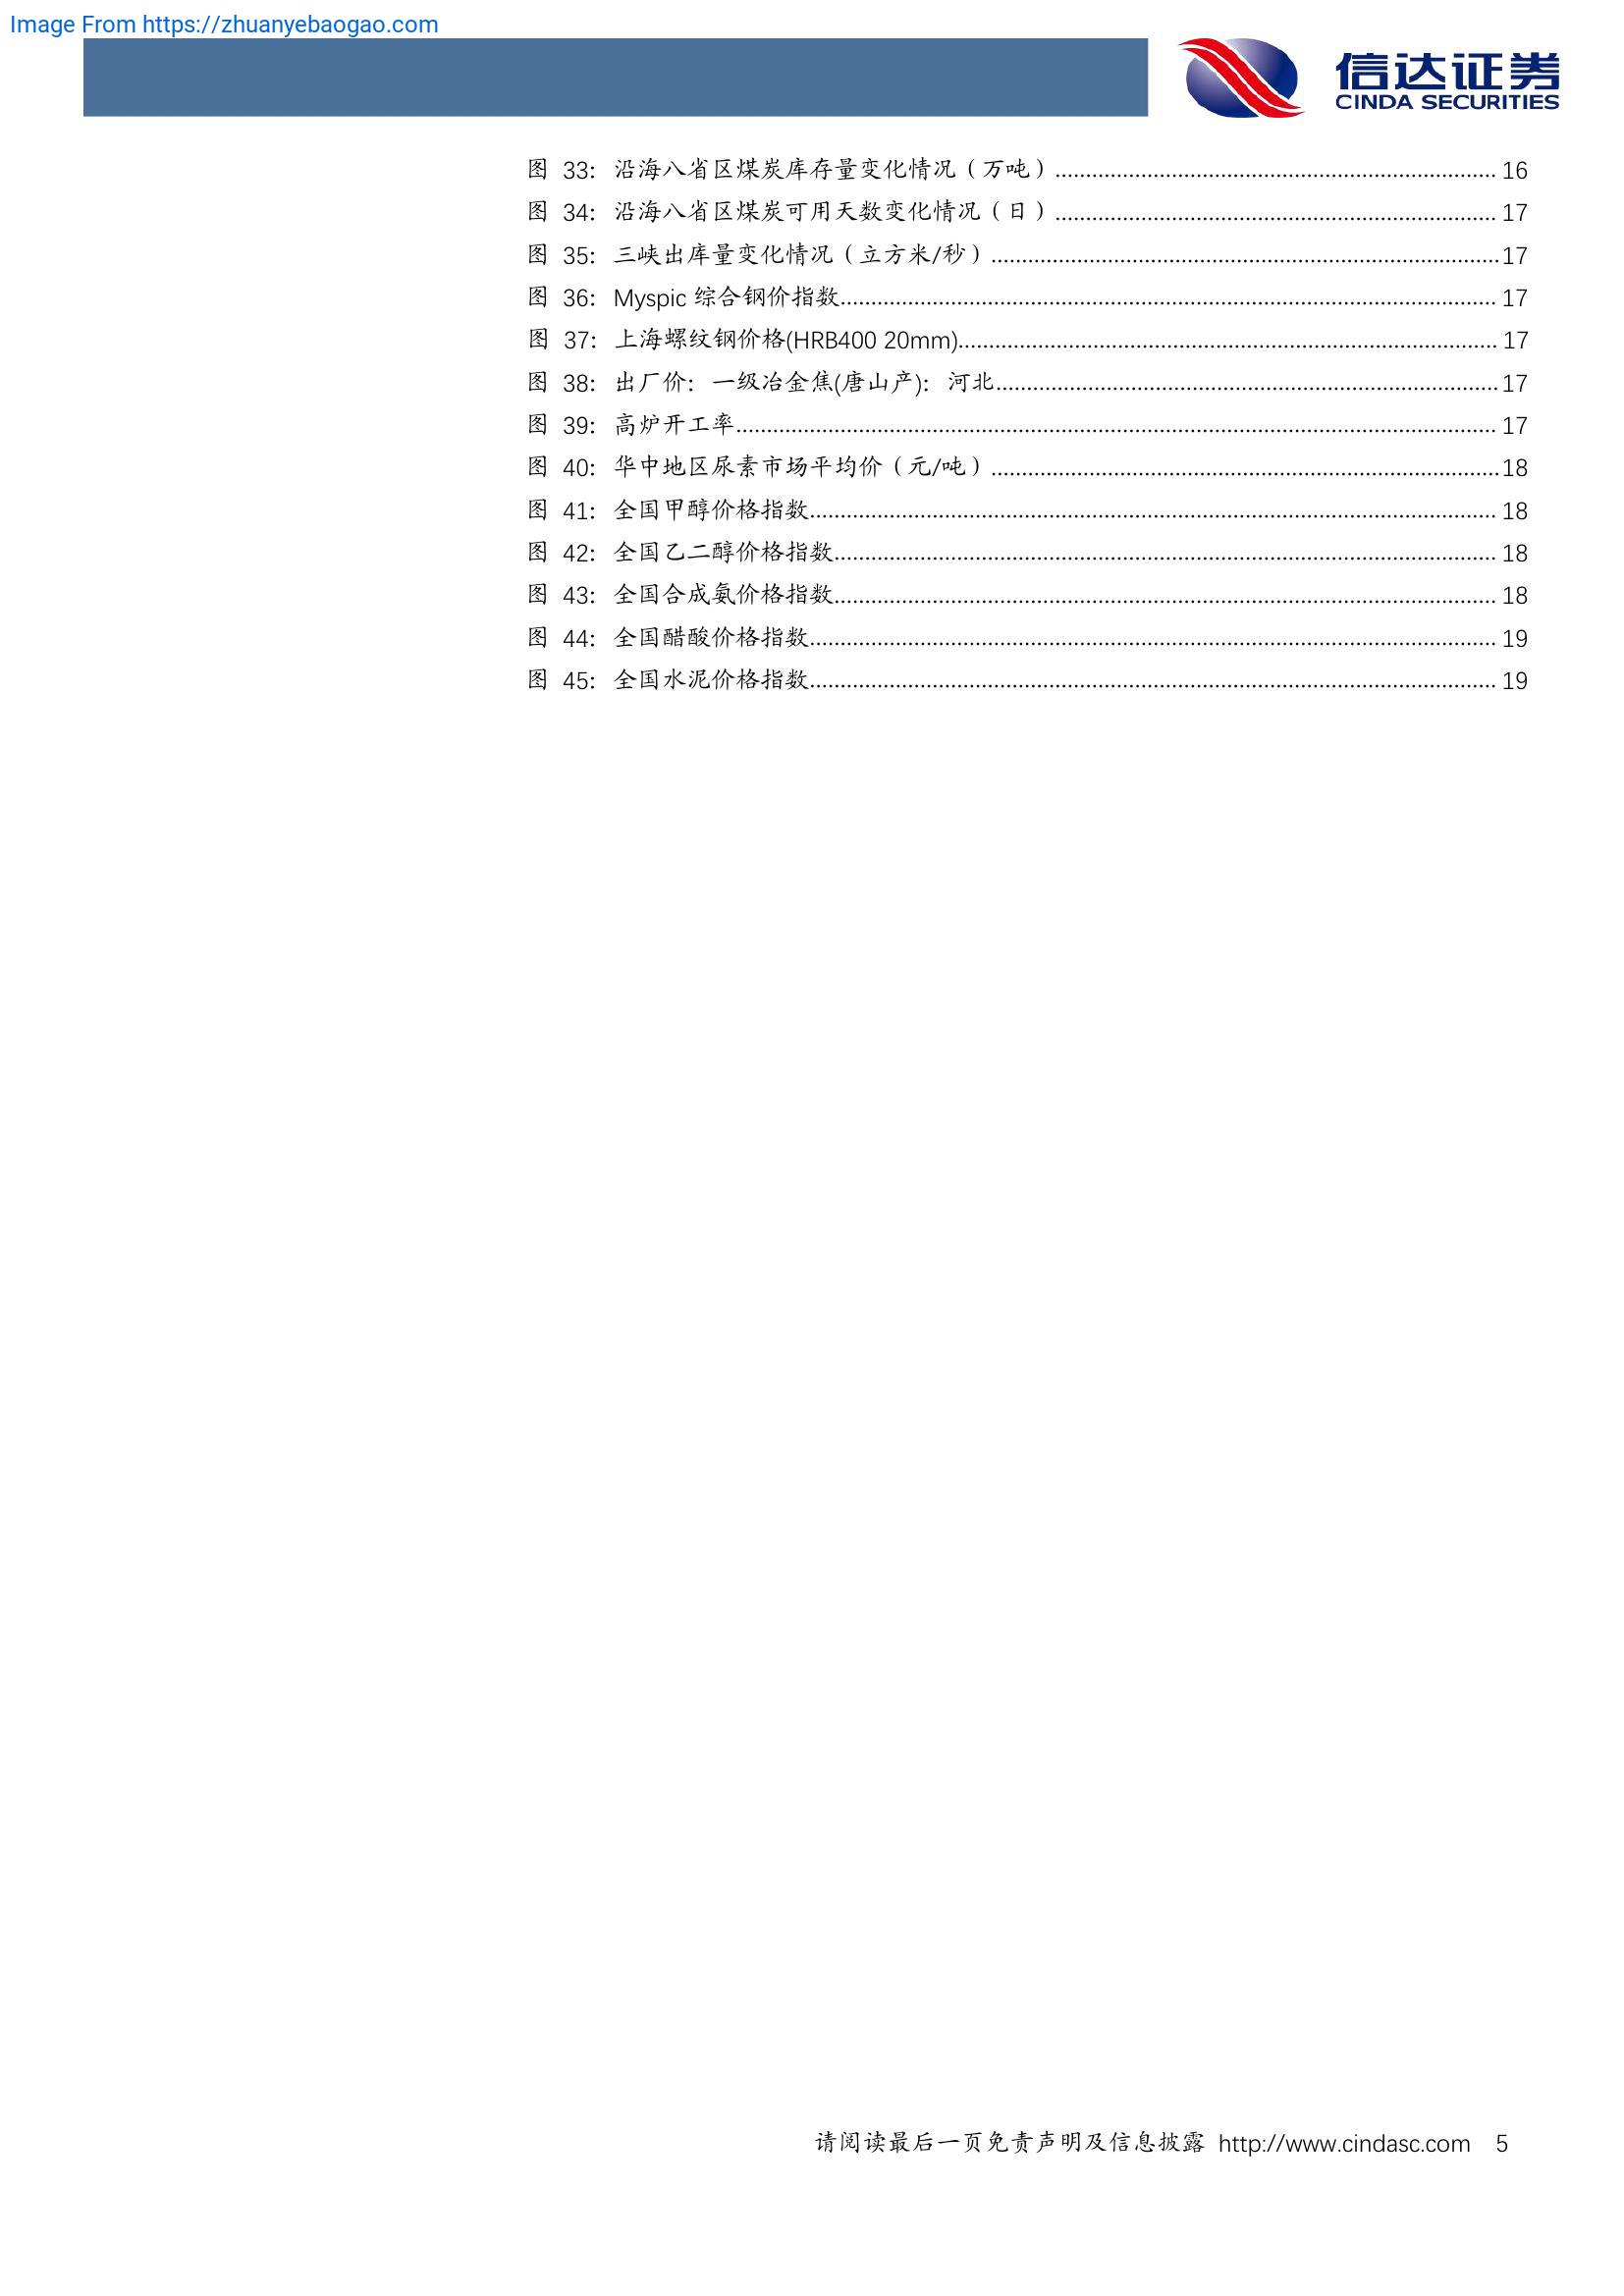 Image From https://zhuanyebaogao.com
信达证券
CINDA SECURITIES
图 33：沿海八省区煤炭库存量变化情况（万吨）........................................................................ 16
图 34：沿海八省区煤炭可用天数变化情况（日）........................................................................ 17
图 35：三峡出库量变化情况（立方米/秒）...................................................................................17
图 36：Myspic 综合钢价指数........................................................................................................... 17
图 37：上海螺纹钢价格(HRB400 20mm)........................................................................................ 17
图 38：出厂价：一级冶金焦(唐山产)：河北..................................................................................17
图 39：高炉开工率............................................................................................................................ 17
图 40：华中地区尿素市场平均价（元/吨）...................................................................................18
图 41：全国甲醇价格指数................................................................................................................ 18
图 42：全国乙二醇价格指数............................................................................................................ 18
图 43：全国合成氨价格指数............................................................................................................ 18
图 44：全国醋酸价格指数................................................................................................................ 19
图 45：全国水泥价格指数................................................................................................................ 19
请阅读最后一页免责声明及信息披露 http://www.cindasc.com 5